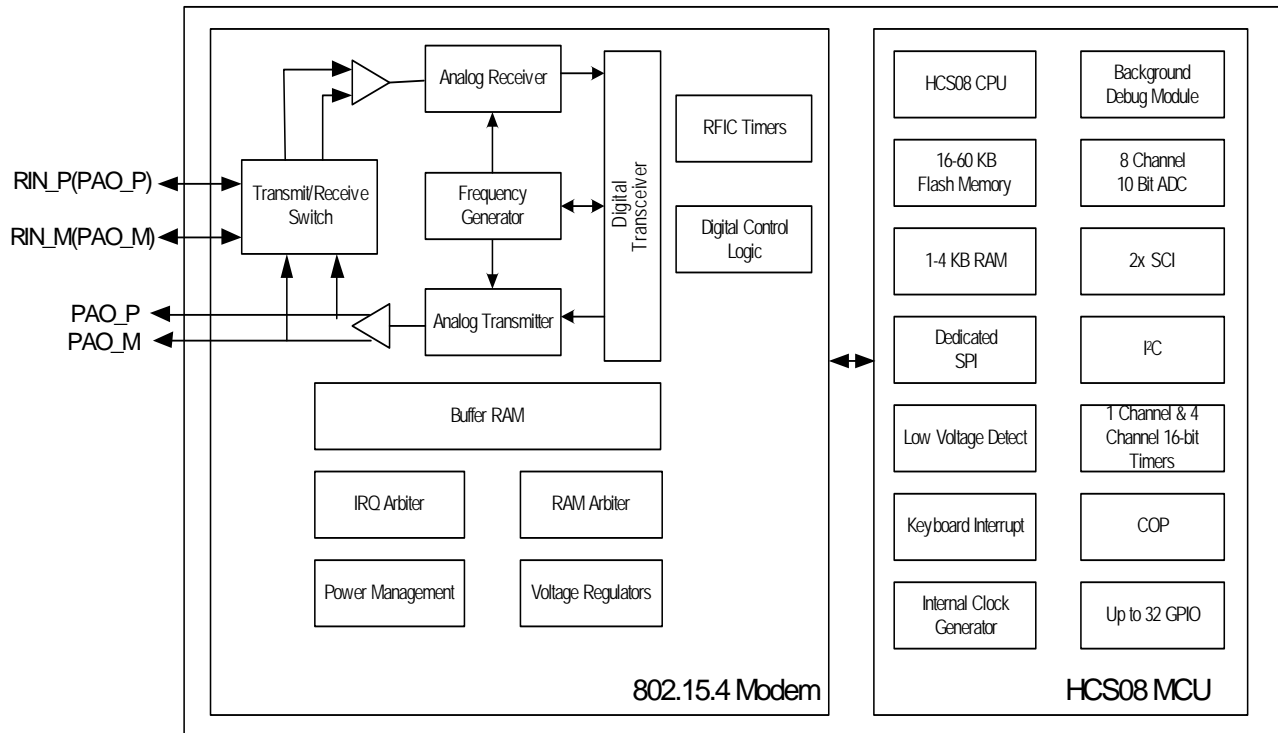 RIN_P(PAO_P)
RIN_M(PAO_M)
PAO_P
PAO_M
Transmit/Receive
Switch
Analog Receiver
Frequency
Generator
Analog Transmitter
Digital
Transceiver
RFIC Timers
Digital Control
Logic
Buffer RAM
IRQ Arbiter
RAM Arbiter
Power Management
Voltage Regulators
802.15.4 Modem
HCS08 CPU
Background
Debug Module
16-60 KB
Flash Memory
8 Channel
10 Bit ADC
1-4 KB RAM
2x SCI
Dedicated
SPI
I²C
Low Voltage Detect
1 Channel & 4
Channel 16-bit
Timers
Keyboard Interrupt
COP
Internal Clock
Generator
Up to 32 GPIO
HCS08 MCU